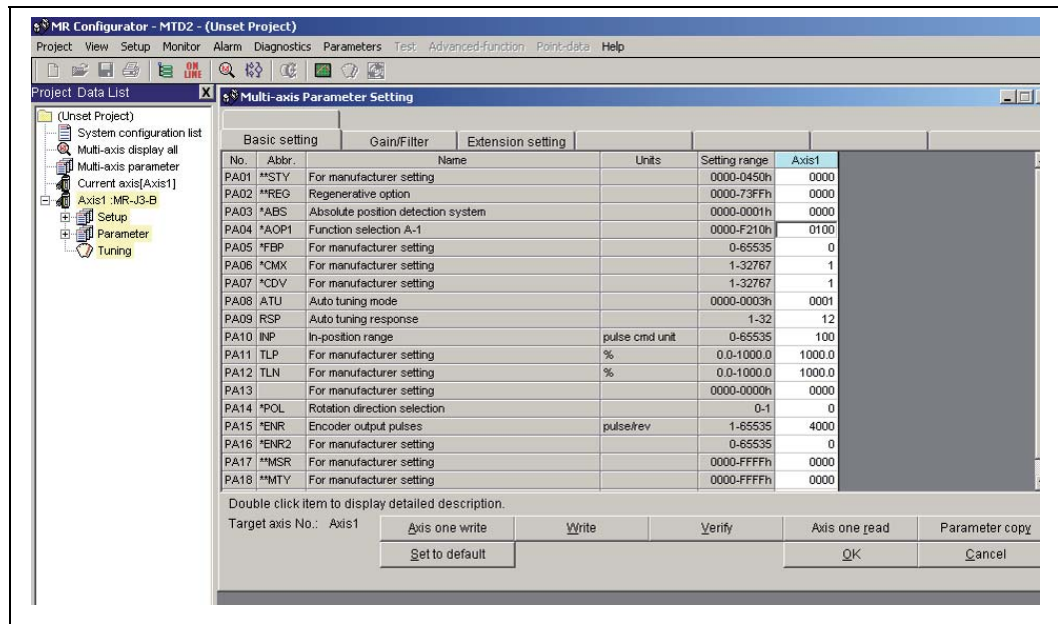 MR Configurator - MTD2 - (Unset Project)
Project View Setup Monitor Alarm Diagnostics Parameters Test Advanced-function Point-data Help
ON LINE
Project Data List X
(Unset Project)
System configuration list
Multi-axis display all
Multi-axis parameter
Current axis[Axis1]
Axis1 :MR-J3-B
Setup
Parameter
Tuning
Multi-axis Parameter Setting
Basic setting Gain/Filter Extension setting
No. Abbr. Name Units Setting range Axis1
PA01 **STY For manufacturer setting 0000-0450h 0000
PA02 **REG Regenerative option 0000-73FFh 0000
PA03 *ABS Absolute position detection system 0000-0001h 0000
PA04 *AOP1 Function selection A-1 0000-F210h 0100
PA05 *FBP For manufacturer setting 0-65535 0
PA06 *CMX For manufacturer setting 1-32767 1
PA07 *CDV For manufacturer setting 1-32767 1
PA08 ATU Auto tuning mode 0000-0003h 0001
PA09 RSP Auto tuning response 1-32 12
PA10 INP In-position range pulse cmd unit 0-65535 100
PA11 TLP For manufacturer setting % 0.0-1000.0 1000.0
PA12 TLN For manufacturer setting % 0.0-1000.0 1000.0
PA13 For manufacturer setting 0000-0000h 0000
PA14 *POL Rotation direction selection 0-1 0
PA15 *ENR Encoder output pulses pulse/rev 1-65535 4000
PA16 *ENR2 For manufacturer setting 0-65535 0
PA17 **MSR For manufacturer setting 0000-FFFFh 0000
PA18 **MTY For manufacturer setting 0000-FFFFh 0000
Double click item to display detailed description.
Target axis No.: Axis1 Axis one write Write Verify Axis one read Parameter copy
Set to default OK Cancel